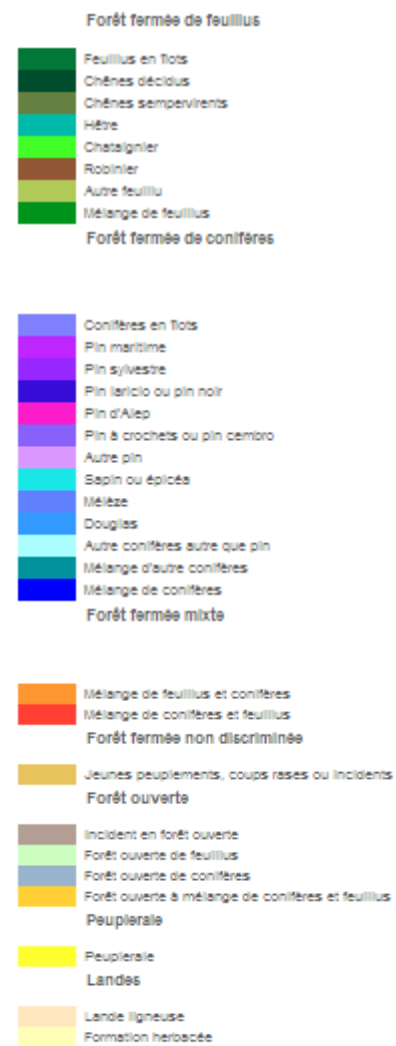 Forêt fermée de feuillus
Feuillus en îlots
Chênes décidus
Chênes sempervirents
Hêtre
Chataignier
Robinier
Autre feuillu
Mélange de feuillus
Forêt fermée de conifères
Conifères en îlots
Pin maritime
Pin sylvestre
Pin laricio ou pin noir
Pin d'Alep
Pin à crochets ou pin cembro
Autre pin
Sapin ou épicéa
Mélèze
Douglas
Autre conifères autre que pin
Mélange d'autre conifères
Mélange de conifères
Forêt fermée mixte
Mélange de feuillus et conifères
Mélange de conifères et feuillus
Forêt fermée non discriminée
Jeunes peuplements, coups rases ou incidents
Forêt ouverte
Incident en forêt ouverte
Forêt ouverte de feuillus
Forêt ouverte de conifères
Forêt ouverte à mélange de conifères et feuillus
Peupleraie
Peupleraie
Landes
Lande ligneuse
Formation herbacée